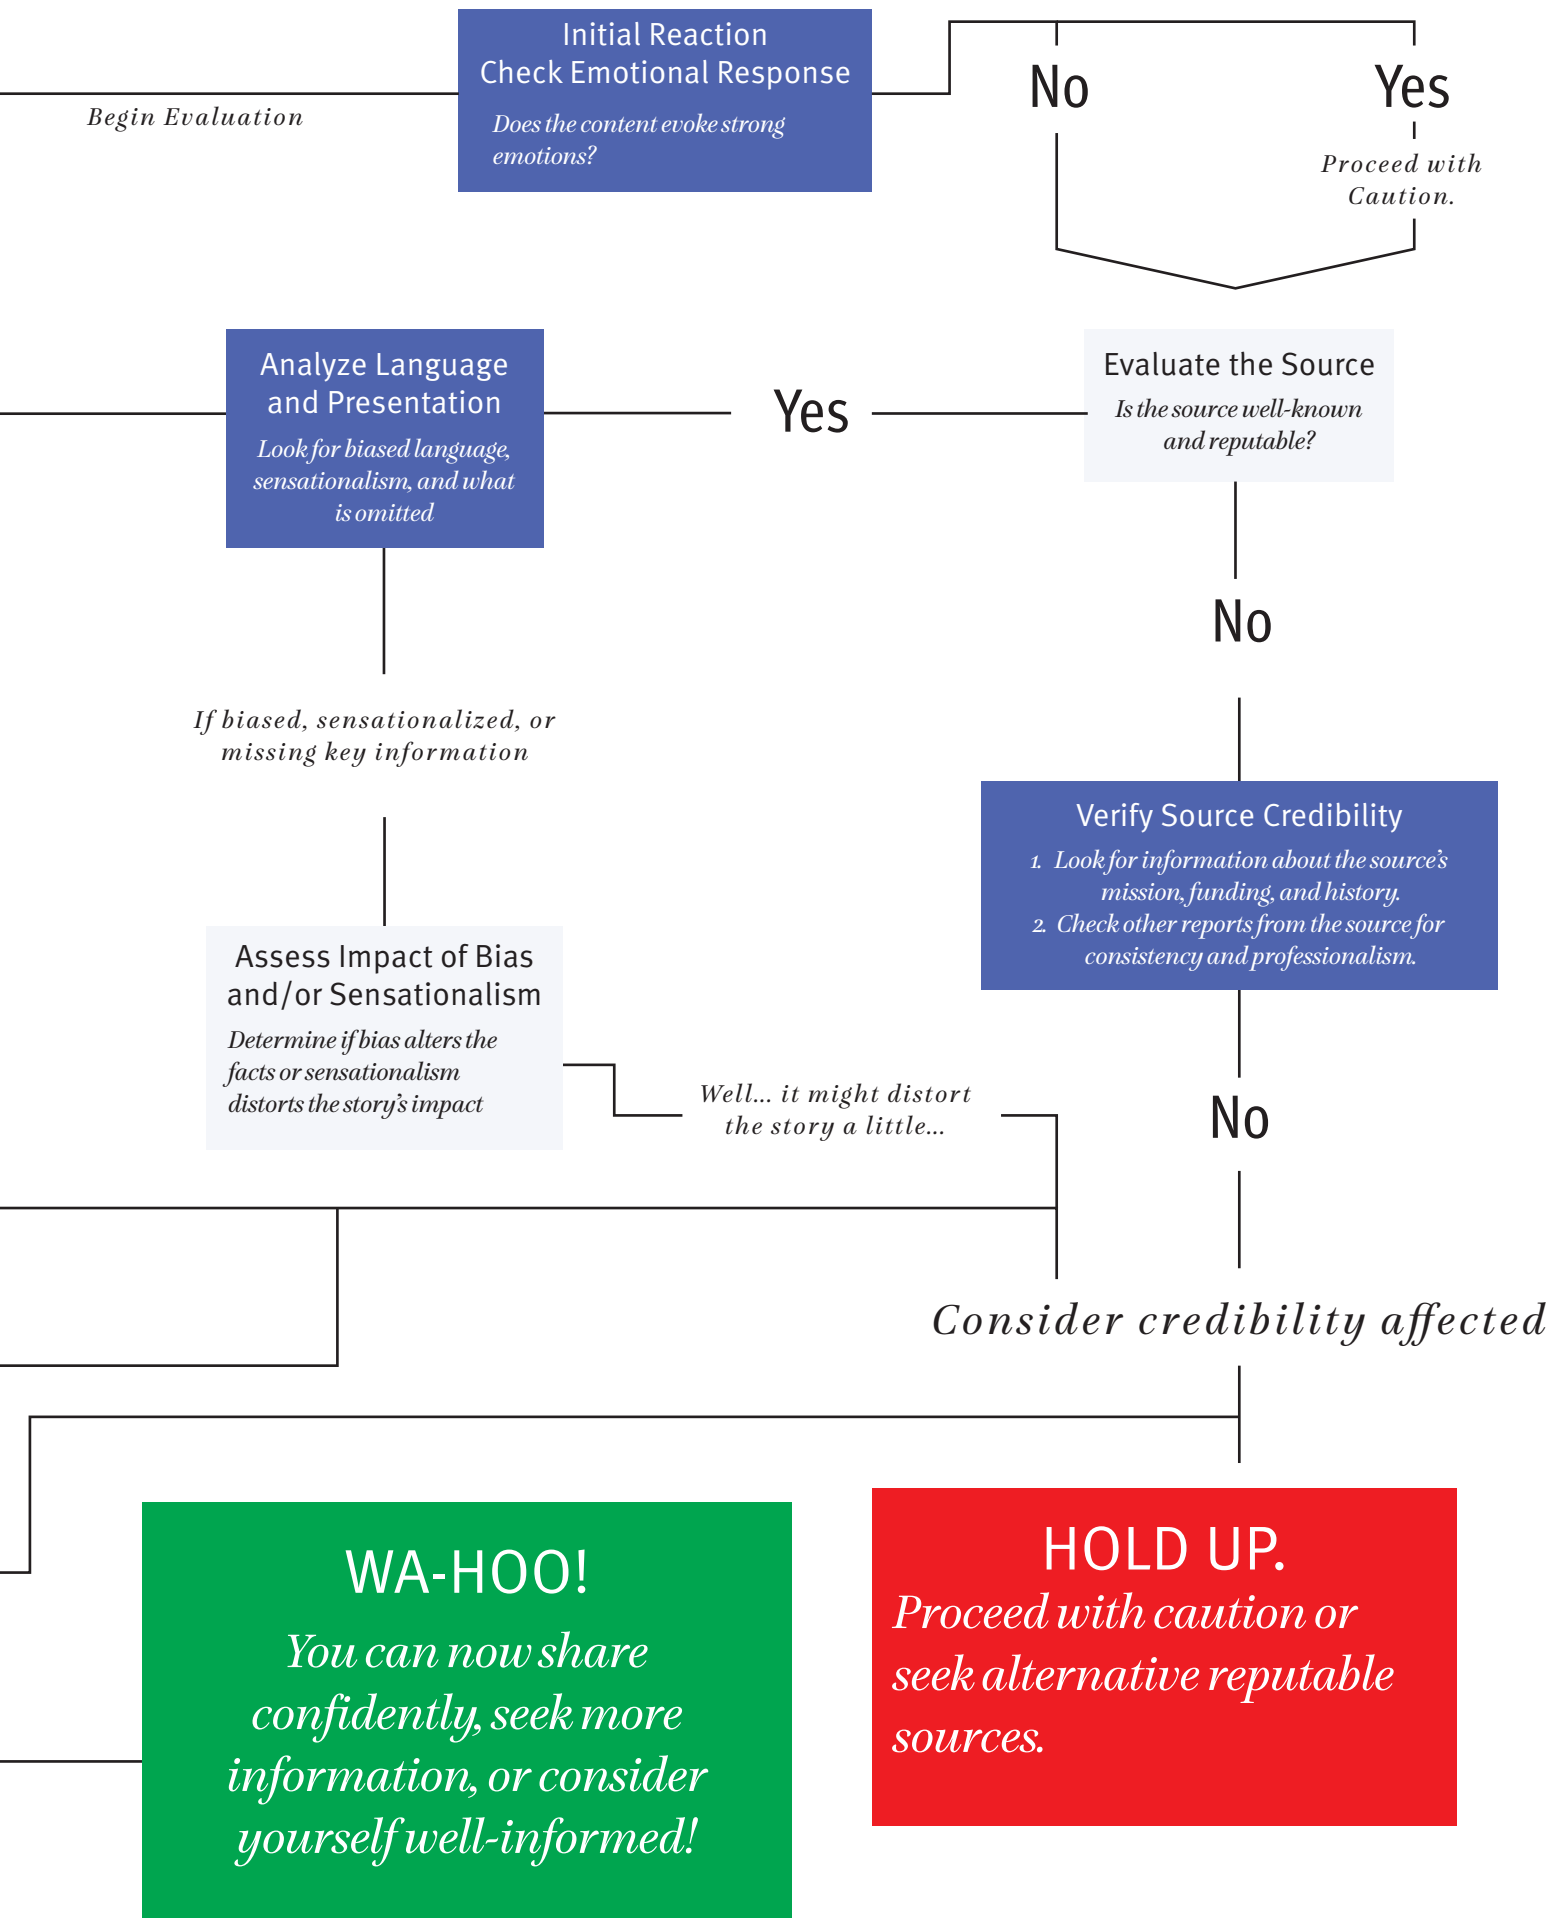 Initial Reaction
Check Emotional Response
Does the content evoke strong
emotions?
Begin Evaluation
No
Yes
Proceed with
Caution.
Analyze Language
and Presentation
Look for biased language,
sensationalism, and what
is omitted
Yes
Evaluate the Source
Is the source well-known
and reputable?
No
If biased, sensationalized, or
missing key information
Verify Source Credibility
1. Look for information about the source's
mission, funding, and history.
2. Check other reports from the source for
consistency and professionalism.
Assess Impact of Bias
and/or Sensationalism
Determine if bias alters the
facts or sensationalism
distorts the story's impact
Well... it might distort
the story a little...
No
Consider credibility affected
WA-HOO!
You can now share
confidently, seek more
information, or consider
yourself well-informed!
HOLD UP.
Proceed with caution or
seek alternative reputable
sources.